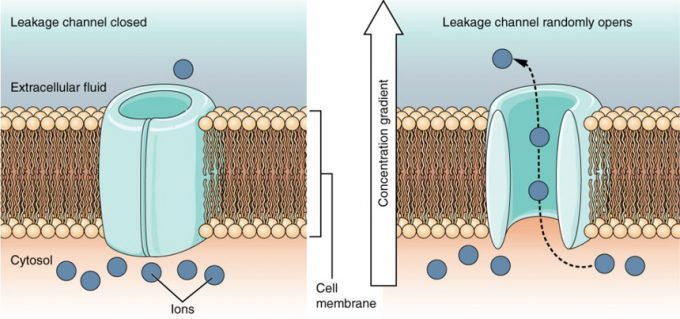 Leakage channel closed
Extracellular fluid
Cytosol
Ions
Cell
membrane
Concentration gradient
Leakage channel randomly opens